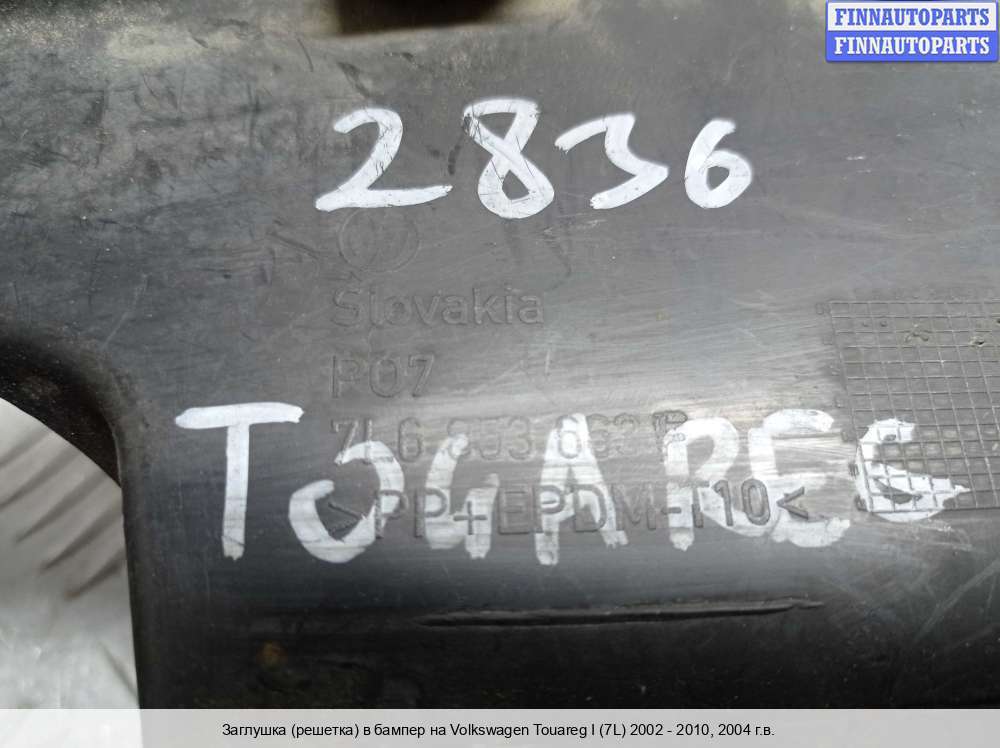 FINNAUTOPARTS
FINNAUTOPARTS
2836
Slovakia
P07
TOUAREG
>PP+EPDM-T10<
Заглушка (решетка) в бампер на Volkswagen Touareg I (7L) 2002 - 2010, 2004 г.в.